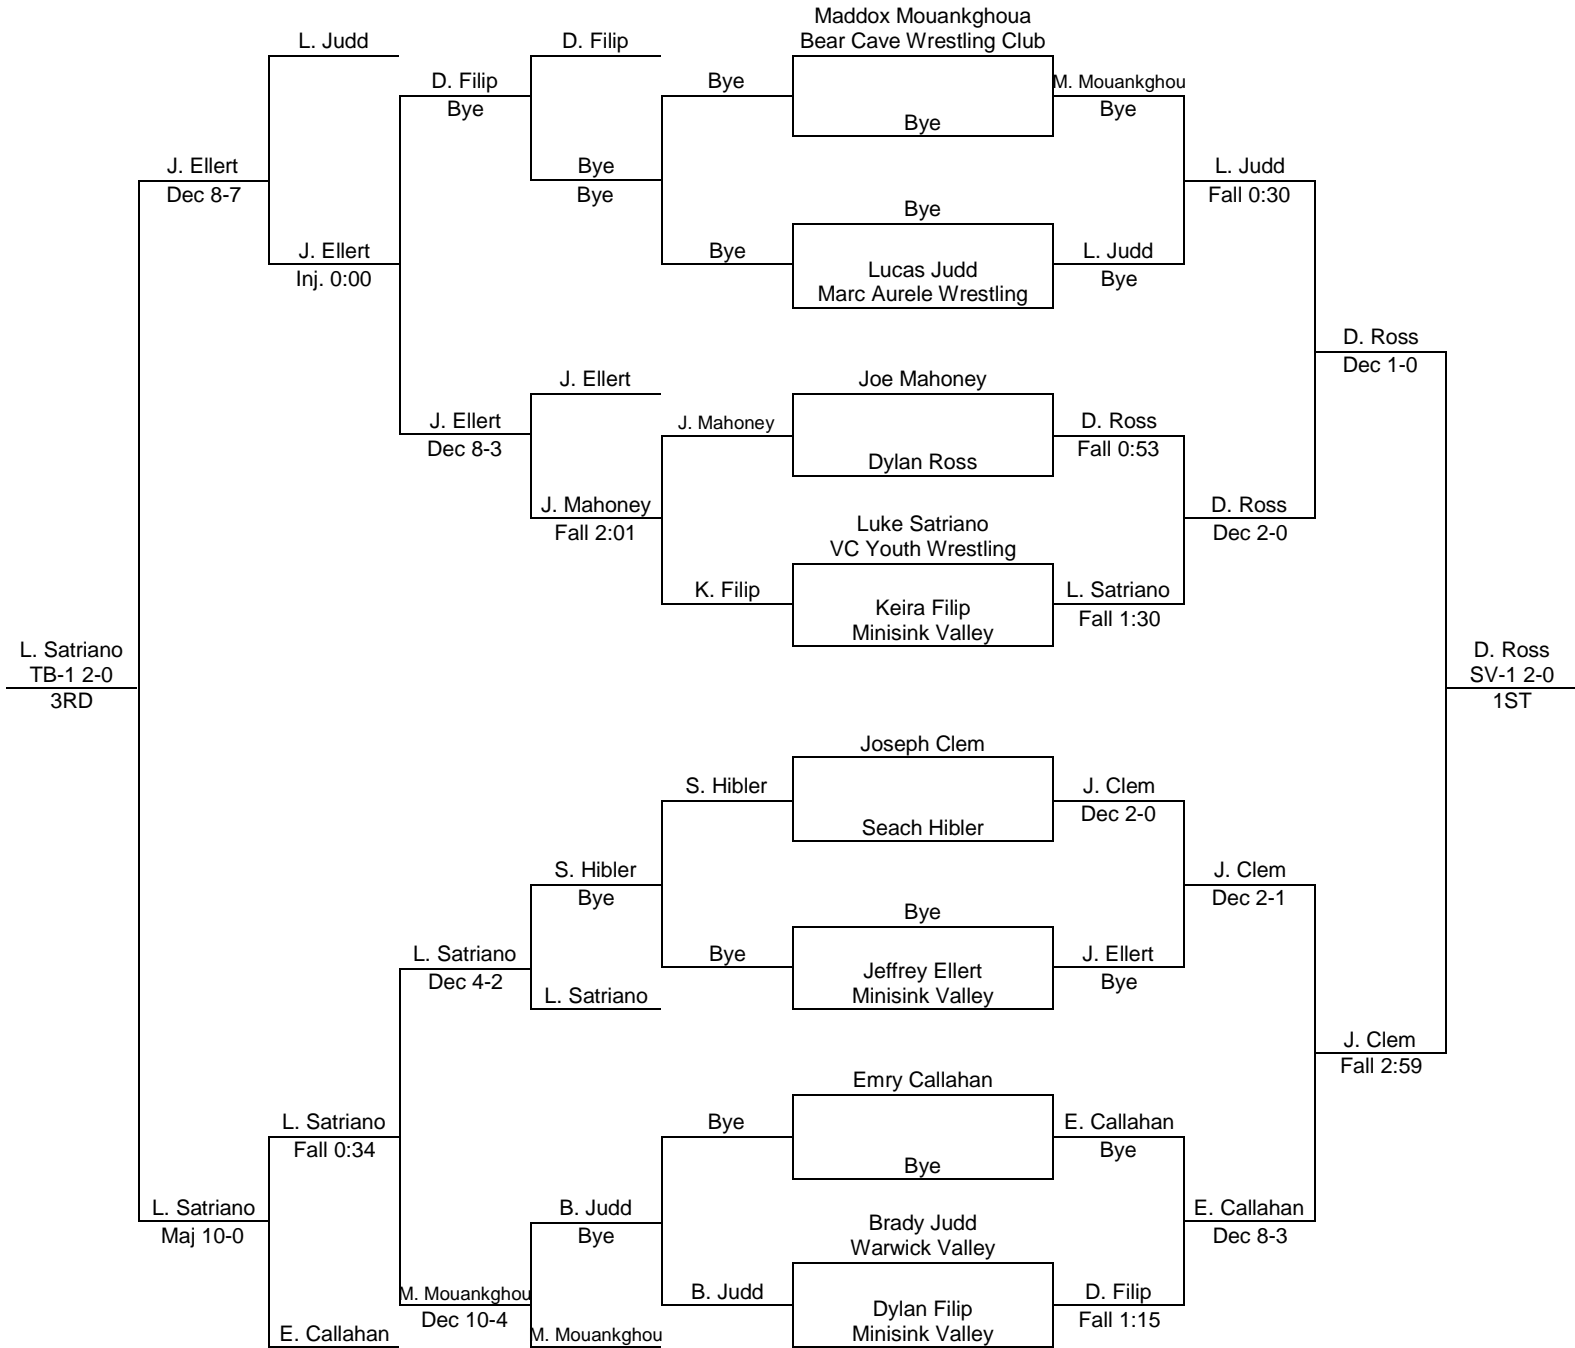 Maddox Mouankghoua
L. Judd
D. Filip
Bear Cave Wrestling Club
D. Filip
Bye
M. Mouankghou
Bye
Bye
Bye
J. Ellert
Bye
L. Judd
Dec 8-7
Bye
Fall 0:30
Bye
J. Ellert
Bye
L. Judd
Inj. 0:00
Lucas Judd
Bye
Marc Aurele Wrestling
D. Ross
Dec 1-0
J. Ellert
Joe Mahoney
J. Ellert
J. Mahoney
D. Ross
Dec 8-3
Fall 0:53
Dylan Ross
J. Mahoney
D. Ross
Fall 2:01
Luke Satriano
Dec 2-0
VC Youth Wrestling
K. Filip
L. Satriano
Keira Filip
Fall 1:30
Minisink Valley
L. Satriano
D. Ross
TB-1 2-0
SV-1 2-0
3RD
1ST
Joseph Clem
S. Hibler
J. Clem
Dec 2-0
Seach Hibler
S. Hibler
J. Clem
Bye
Dec 2-1
Bye
L. Satriano
Bye
J. Ellert
Dec 4-2
Jeffrey Ellert
Bye
L. Satriano
Minisink Valley
J. Clem
Fall 2:59
Emry Callahan
L. Satriano
Bye
E. Callahan
Fall 0:34
Bye
Bye
L. Satriano
B. Judd
E. Callahan
Maj 10-0
Bye
Brady Judd
Dec 8-3
Warwick Valley
M. Mouankghou
B. Judd
D. Filip
Dec 10-4
Dylan Filip
Fall 1:15
E. Callahan
M. Mouankghou
Minisink Valley